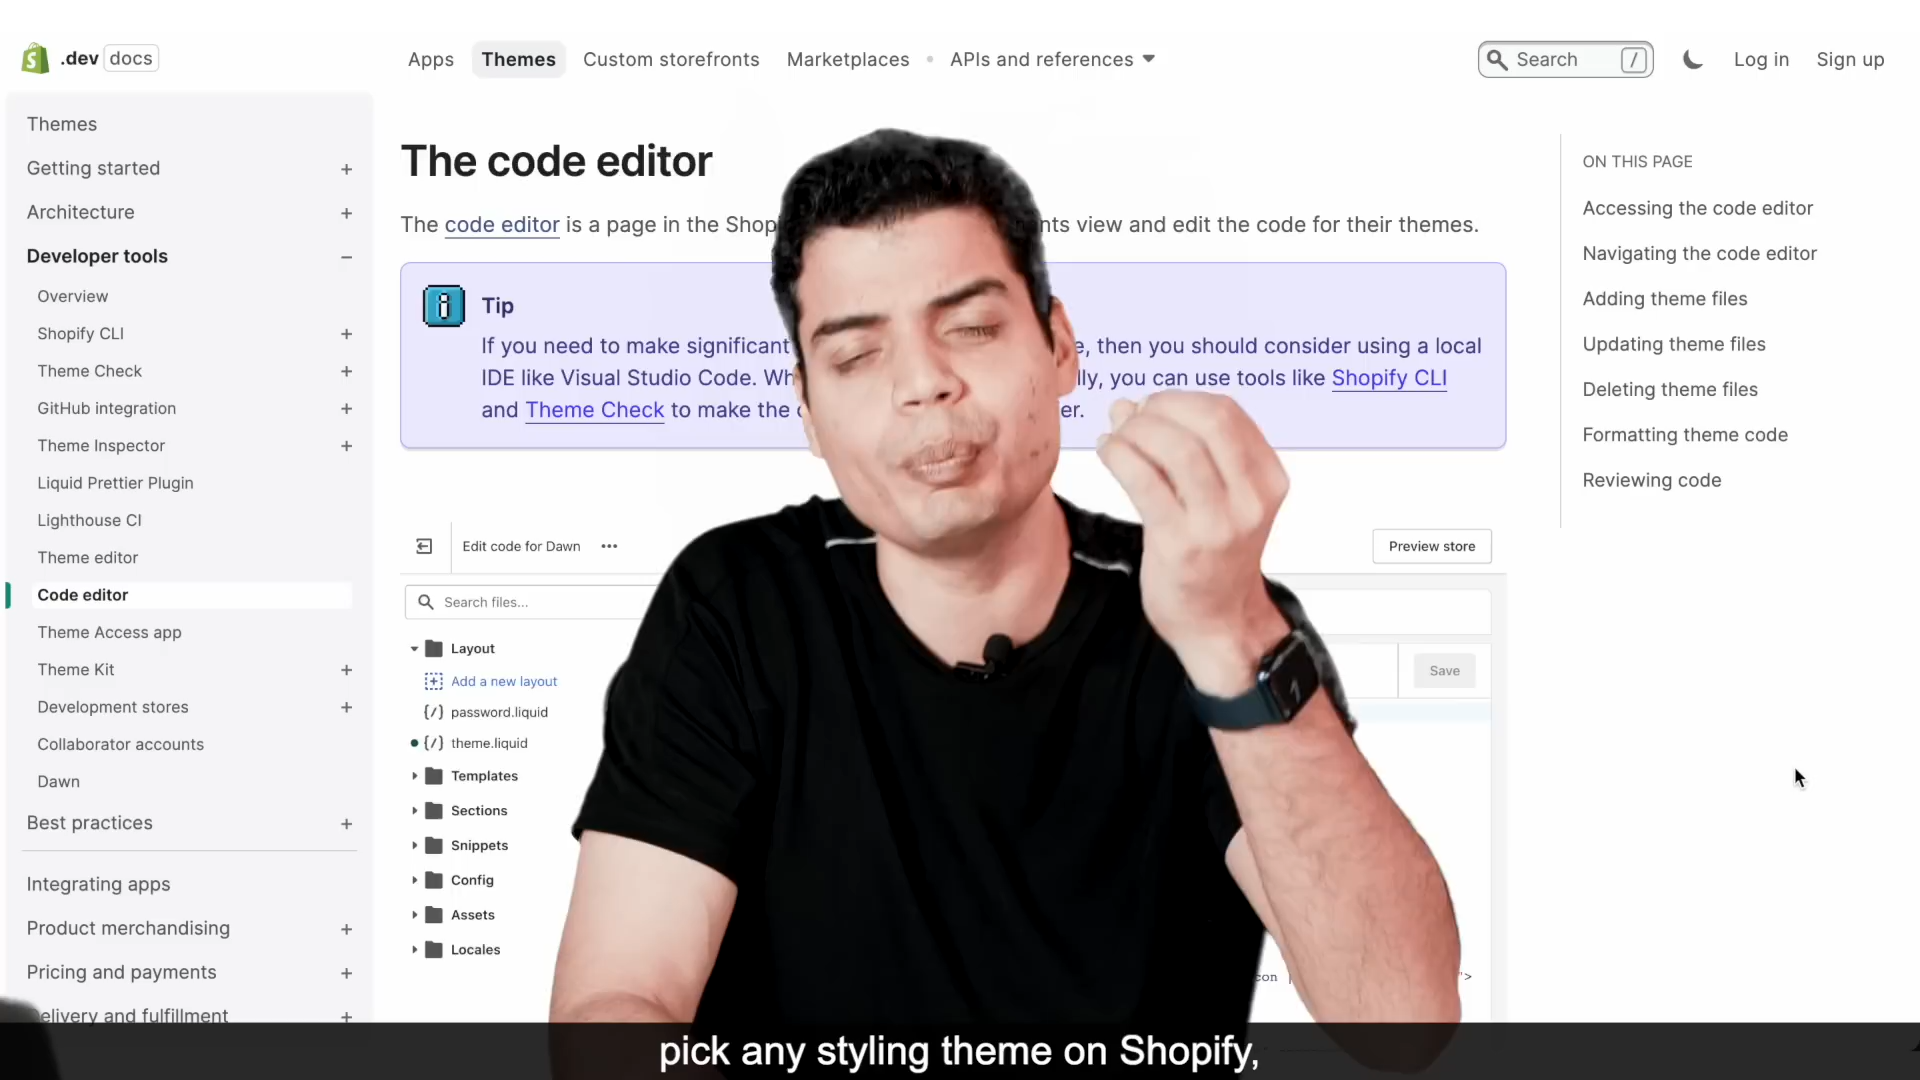 .dev docs
Apps Themes Custom storefronts Marketplaces • APIs and references
Search /
Log in Sign up
Themes
Getting started +
Architecture +
Developer tools −
Overview
Shopify CLI +
Theme Check +
GitHub integration +
Theme Inspector +
Liquid Prettier Plugin
Lighthouse CI
Theme editor
Code editor
Theme Access app
Theme Kit +
Development stores +
Collaborator accounts
Dawn
Best practices +
Integrating apps
Product merchandising +
Pricing and payments +
elivery and fulfillment +
The code editor
The code editor is a page in the view and edit the code for their themes.
Tip
If you need to make significant then you should consider using a local
IDE like Visual Studio Code. you can use tools like Shopify CLI
and Theme Check to make the
Edit code for Dawn ...
Preview store
Search files...
Save
Layout
Add a new layout
{/} password.liquid
{/} theme.liquid
Templates
Sections
Snippets
Config
Assets
Locales
">
ON THIS PAGE
Accessing the code editor
Navigating the code editor
Adding theme files
Updating theme files
Deleting theme files
Formatting theme code
Reviewing code
pick any styling theme on Shopify,